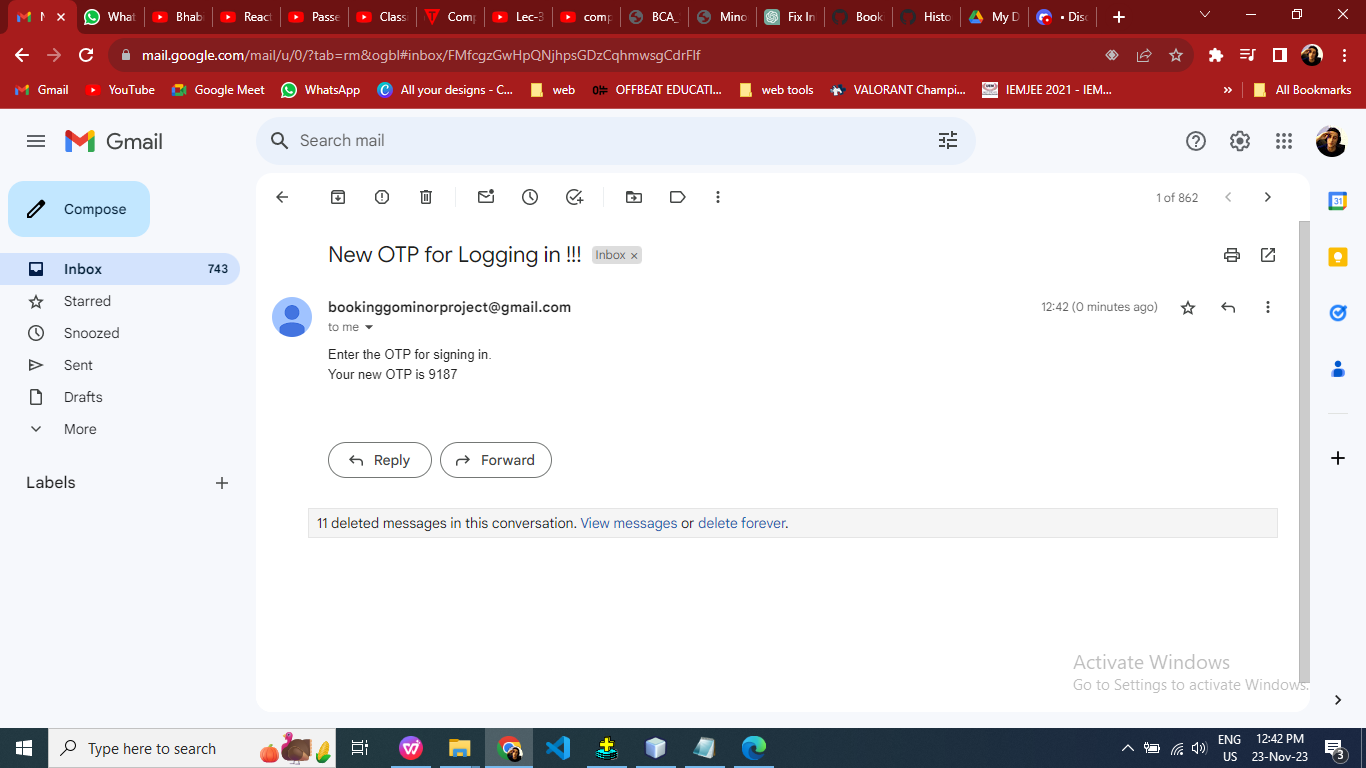 N
What
Bhab
React
Passe
Class
Comp
Lec-3
comp
BCA_
Mino
Fix In
Book
Histo
My D
• Disc
mail.google.com/mail/u/0/?tab=rm&ogbl#inbox/FMfcgzGwHpQNjhpsGDzCqhmwsgCdrFlf
Gmail
YouTube
Google Meet
WhatsApp
All your designs - C...
web
OFFBEAT EDUCATI...
web tools
VALORANT Champi...
IEMJEE 2021 - IEM...
»
All Bookmarks
Gmail
Search mail
Compose
1 of 862
Inbox 743
Starred
Snoozed
Sent
Drafts
More
Labels
New OTP for Logging in !!! Inbox ×
bookinggominorproject@gmail.com 12:42 (0 minutes ago)
to me
Enter the OTP for signing in.
Your new OTP is 9187
Reply
Forward
11 deleted messages in this conversation. View messages or delete forever.
31
Activate Windows
Go to Settings to activate Windows.
Type here to search
ENG
US
12:42 PM
23-Nov-23
3